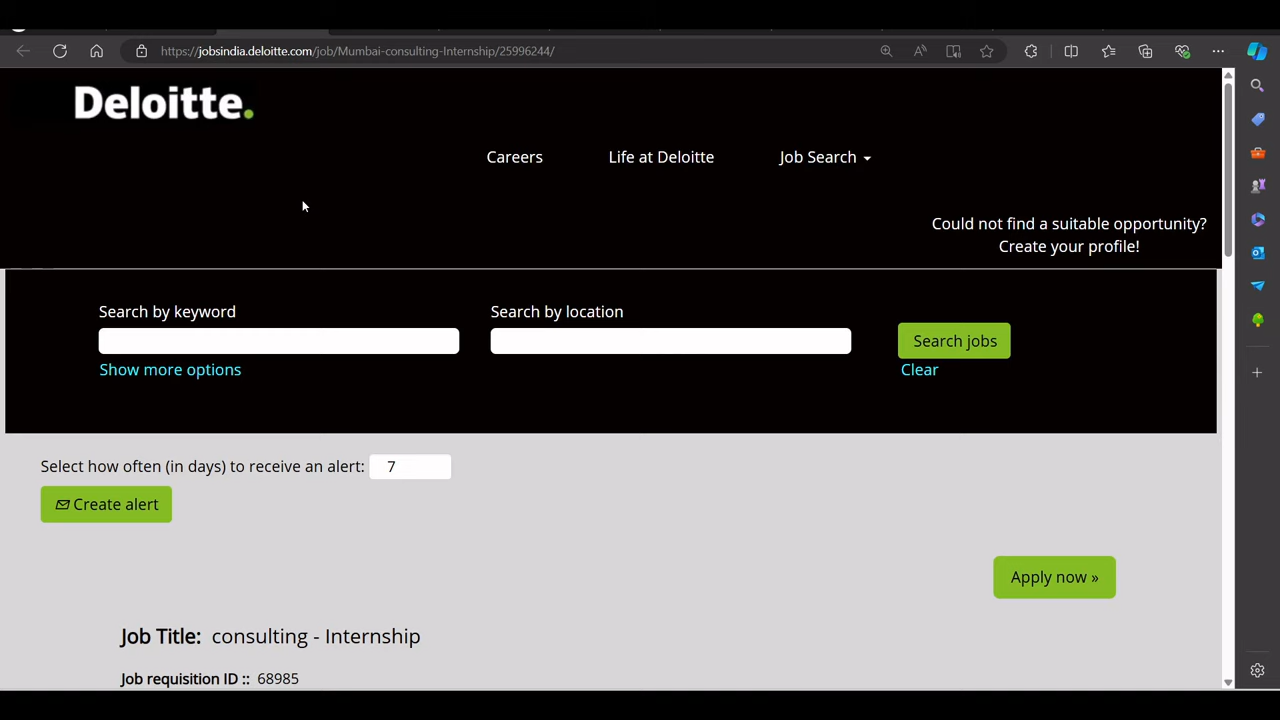 https://jobsindia.deloitte.com/job/Mumbai-consulting-Internship/25996244/
Deloitte.
Careers
Life at Deloitte
Job Search
Could not find a suitable opportunity?
Create your profile!
Search by keyword
Search by location
Search jobs
Show more options
Clear
Select how often (in days) to receive an alert: 7
Create alert
Apply now »
Job Title: consulting - Internship
Job requisition ID :: 68985